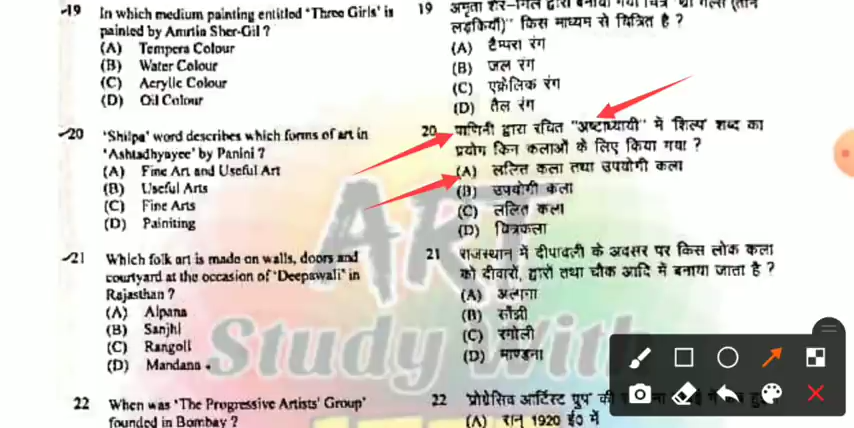 19 In which medium painting entitled 'Three Girls' is
painted by Amrtia Sher-Gil ?
(A) Tempera Colour
(B) Water Colour
(C) Acrylic Colour
(D) Oil Colour
20 'Shilpa' word describes which forms of art in
'Ashtadhyayee' by Panini ?
(A) Fine Art and Useful Art
(B) Useful Arts
(C) Fine Arts
(D) Painiting
21 Which folk art is made on walls, doors and
courtyard at the occasion of 'Deepawali' in
Rajasthan ?
(A) Alpana
(B) Sanjhi
(C) Rangoli
(D) Mandana
22 When was 'The Progressive Artists' Group'
founded in Bombay ?
19 अमृता शेर-गिल द्वारा बनाया गया चित्र (तीन
लड़कियाँ)" किस माध्यम से चित्रित है ?
(A) टैम्परा रंग
(B) जल रंग
(C) एक्रेलिक रंग
(D) तैल रंग
20 पाणिनी द्वारा रचित "अष्टाध्यायी" में 'शिल्प' शब्द का
प्रयोग किन कलाओं के लिए किया गया ?
(A) ललित कला तथा उपयोगी कला
(B) उपयोगी कला
(C) ललित कला
(D) चित्रकला
21 राजस्थान में दीपावली के अवसर पर किस लोक कला
को दीवारों, द्वारों तथा चौक आदि में बनाया जाता है ?
(A) अल्पना
(B) साँझी
(C) रंगोली
(D) माण्डना
22 'प्रोग्रेसिव आर्टिस्ट ग्रुप' की
(A) सन् 1920 ई0 में
ART
Study With